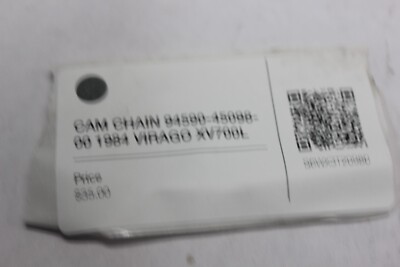 CAM CHAIN 94590-45098-
00 1984 VIRAGO XV700L
Price
$35.00